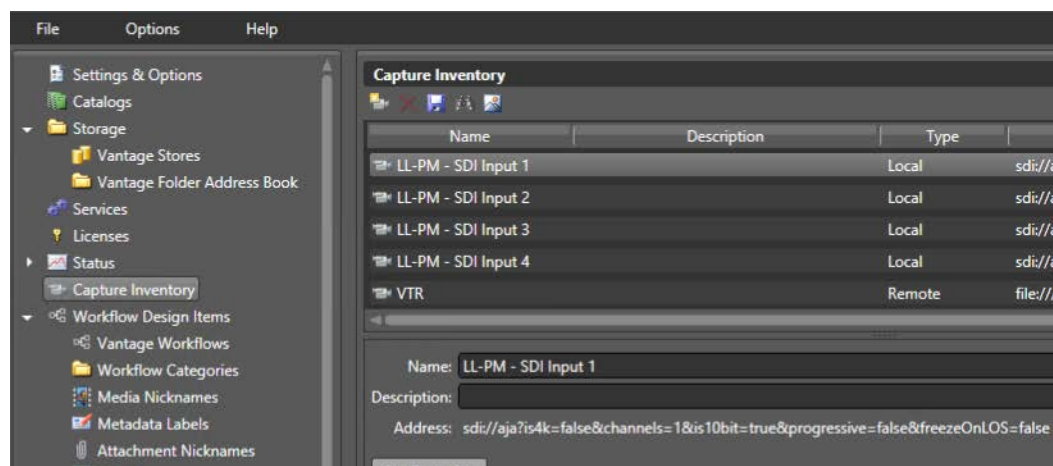 File Options Help
Settings & Options
Catalogs
Storage
Vantage Stores
Vantage Folder Address Book
Services
Licenses
Status
Capture Inventory
Workflow Design Items
Vantage Workflows
Workflow Categories
Media Nicknames
Metadata Labels
Attachment Nicknames
Capture Inventory
Name Description Type
LL-PM - SDI Input 1 Local sdi://a
LL-PM - SDI Input 2 Local sdi://a
LL-PM - SDI Input 3 Local sdi://a
LL-PM - SDI Input 4 Local sdi://a
VTR Remote file://
Name: LL-PM - SDI Input 1
Description:
Address: sdi://aja?is4k=false&channels=1&is10bit=true&progressive=false&freezeOnLOS=false